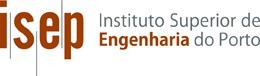 isep
Instituto Superior de
Engenharia do Porto